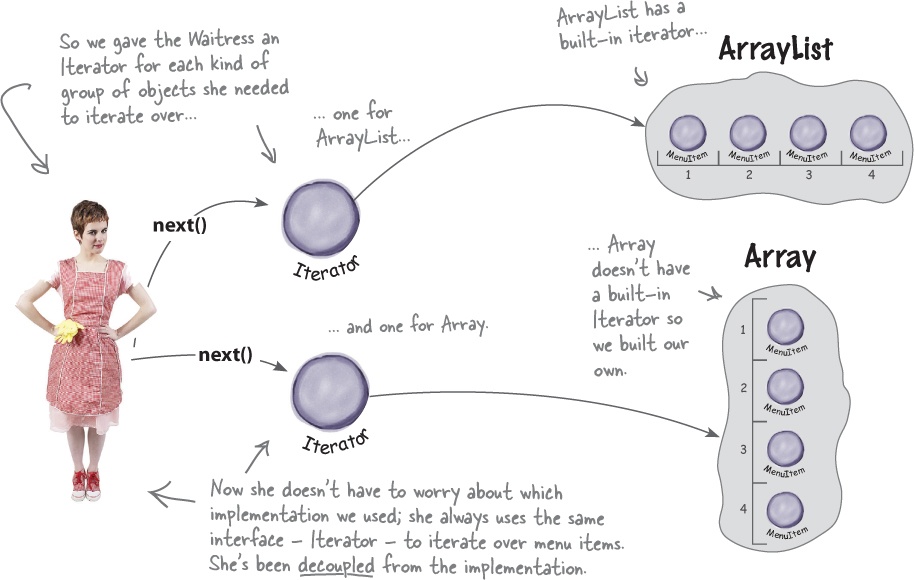 So we gave the Waitress an
Iterator for each kind of
group of objects she needed
to iterate over...
... one for
ArrayList...
ArrayList has a
built-in iterator...
ArrayList
MenuItem
MenuItem
MenuItem
MenuItem
1
2
3
4
next()
Iterator
... Array
doesn't have
a built-in
Iterator so
we built our
own.
Array
1
MenuItem
2
MenuItem
3
MenuItem
4
MenuItem
... and one for Array.
next()
Iterator
Now she doesn't have to worry about which
implementation we used; she always uses the same
interface – Iterator – to iterate over menu items.
She's been decoupled from the implementation.